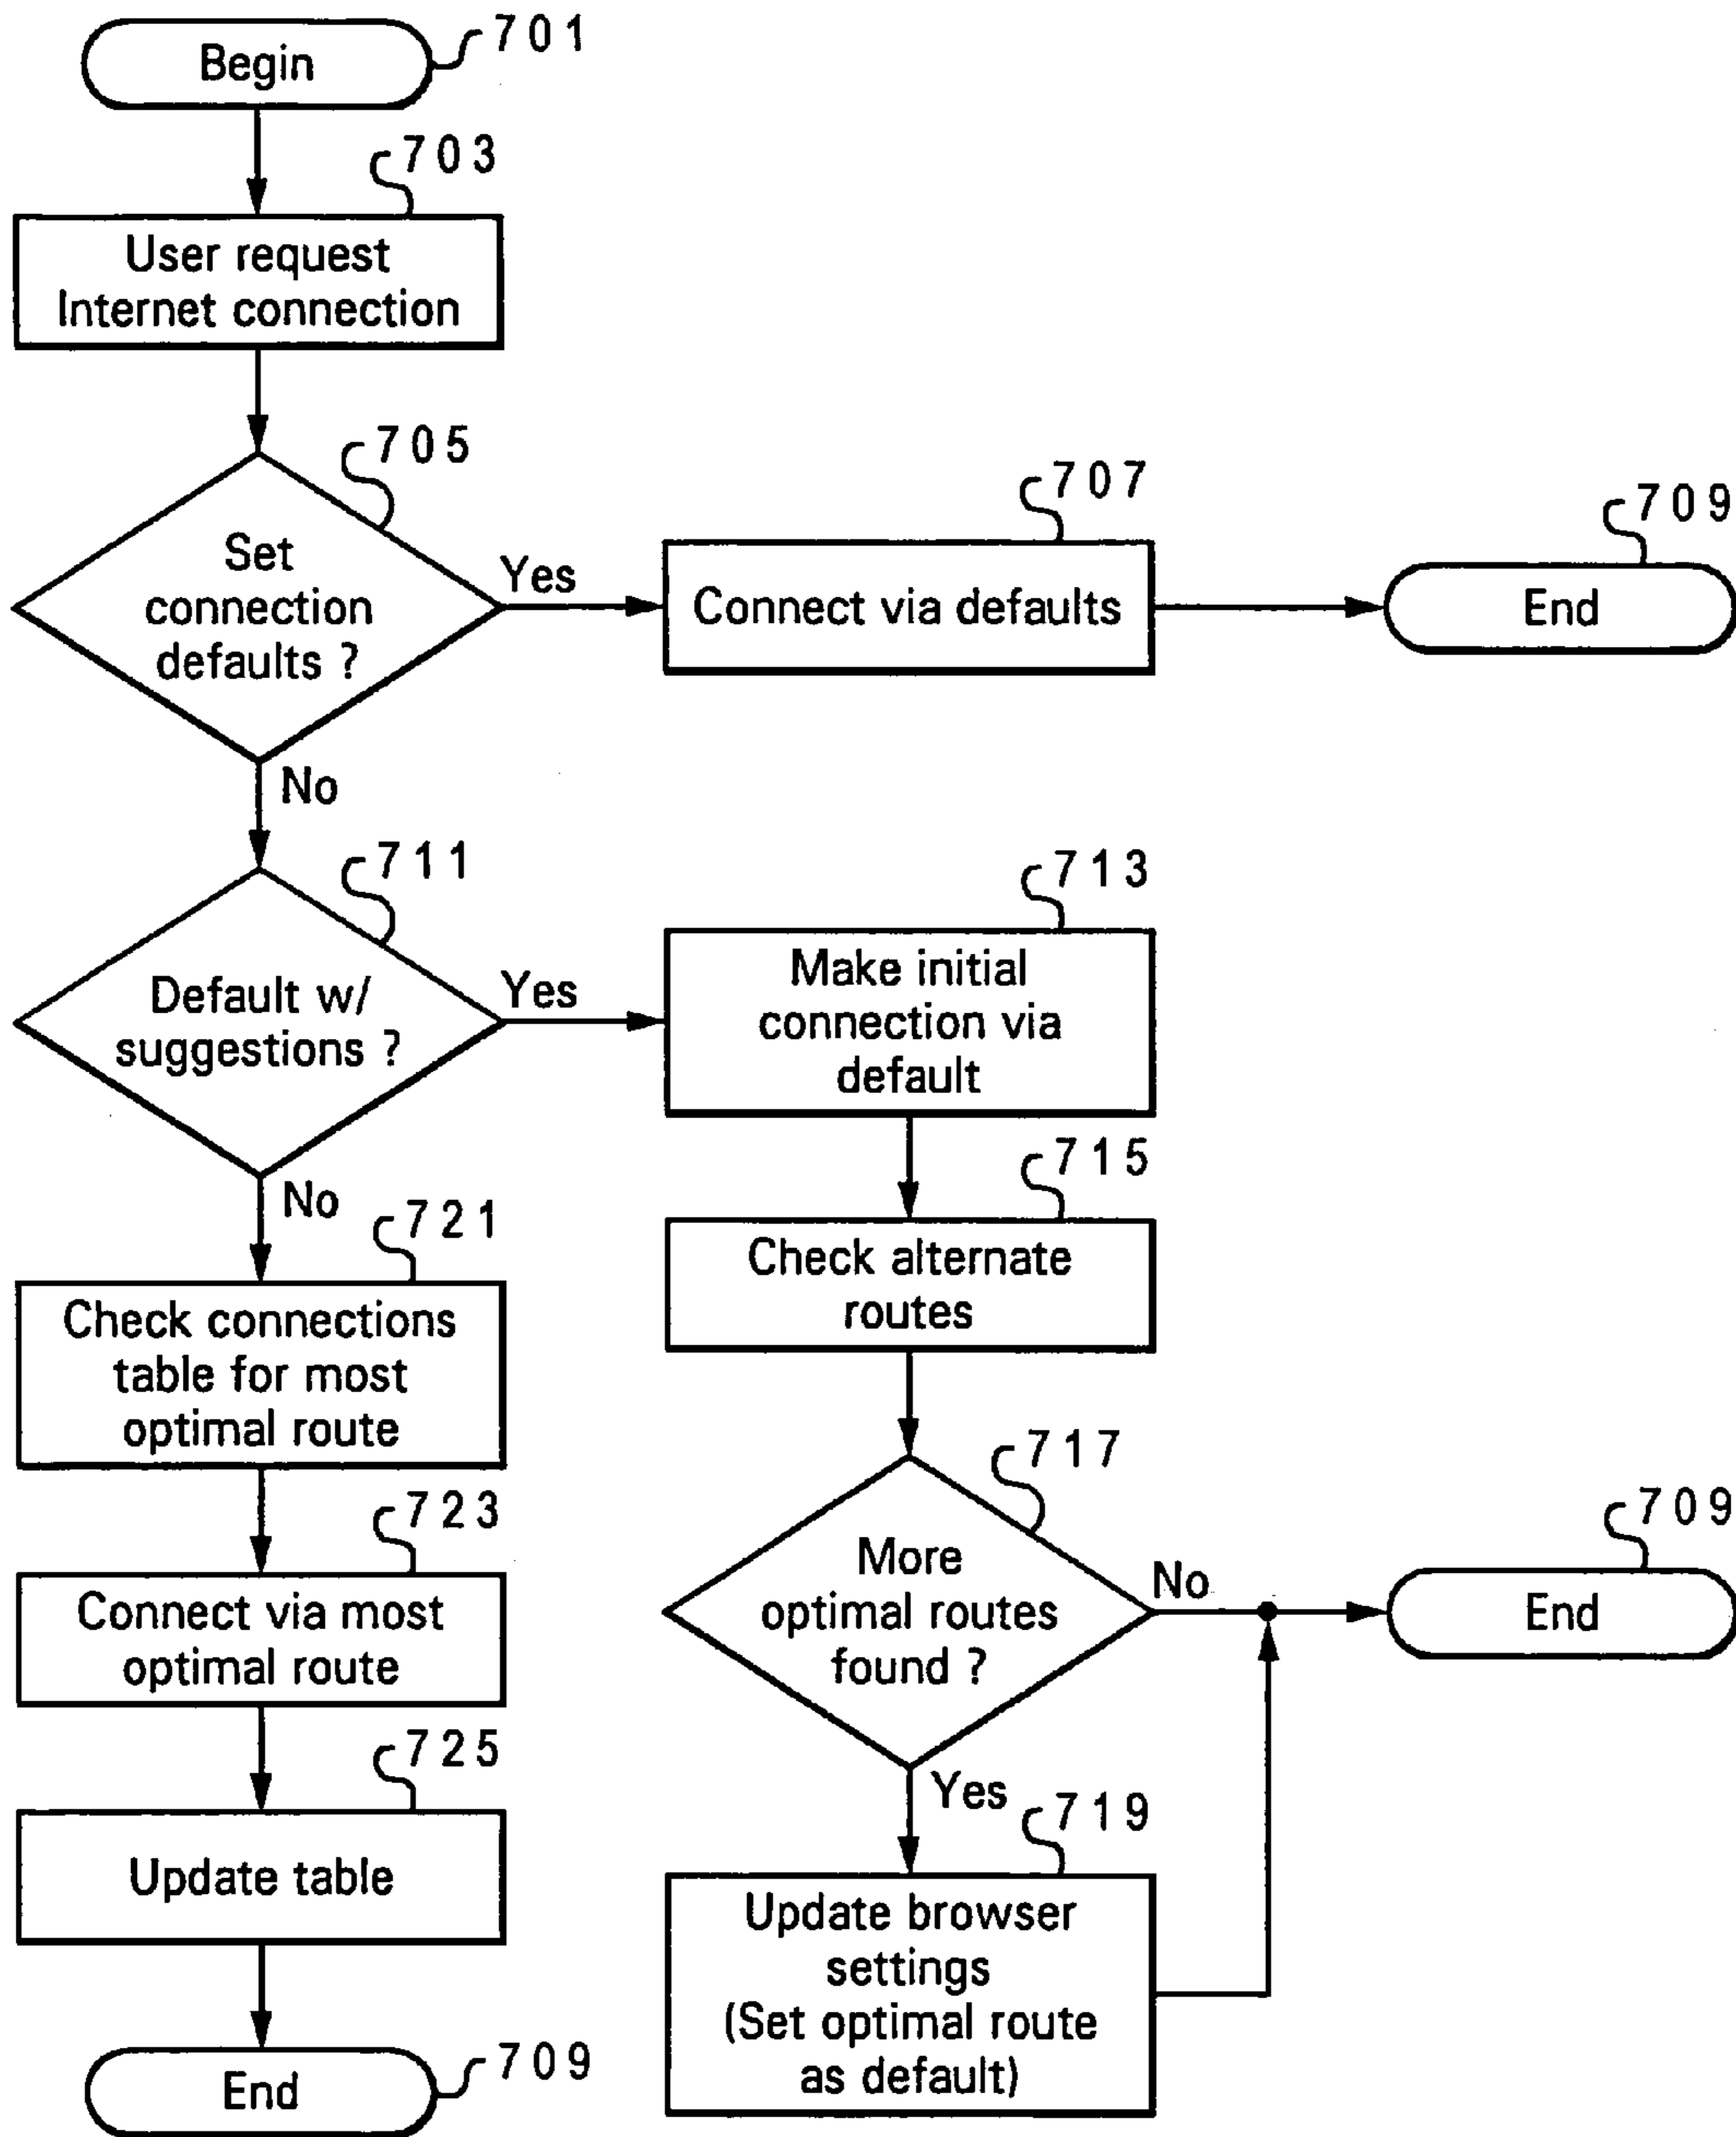 Begin
701
703
User request
Internet connection
705
Set
connection
defaults ?
Yes
707
Connect via defaults
709
End
No
711
Default w/
suggestions ?
Yes
713
Make initial
connection via
default
715
Check alternate
routes
No
721
Check connections
table for most
optimal route
717
More
optimal routes
found ?
No
709
End
723
Connect via most
optimal route
725
Update table
Yes
719
Update browser
settings
(Set optimal route
as default)
End
709